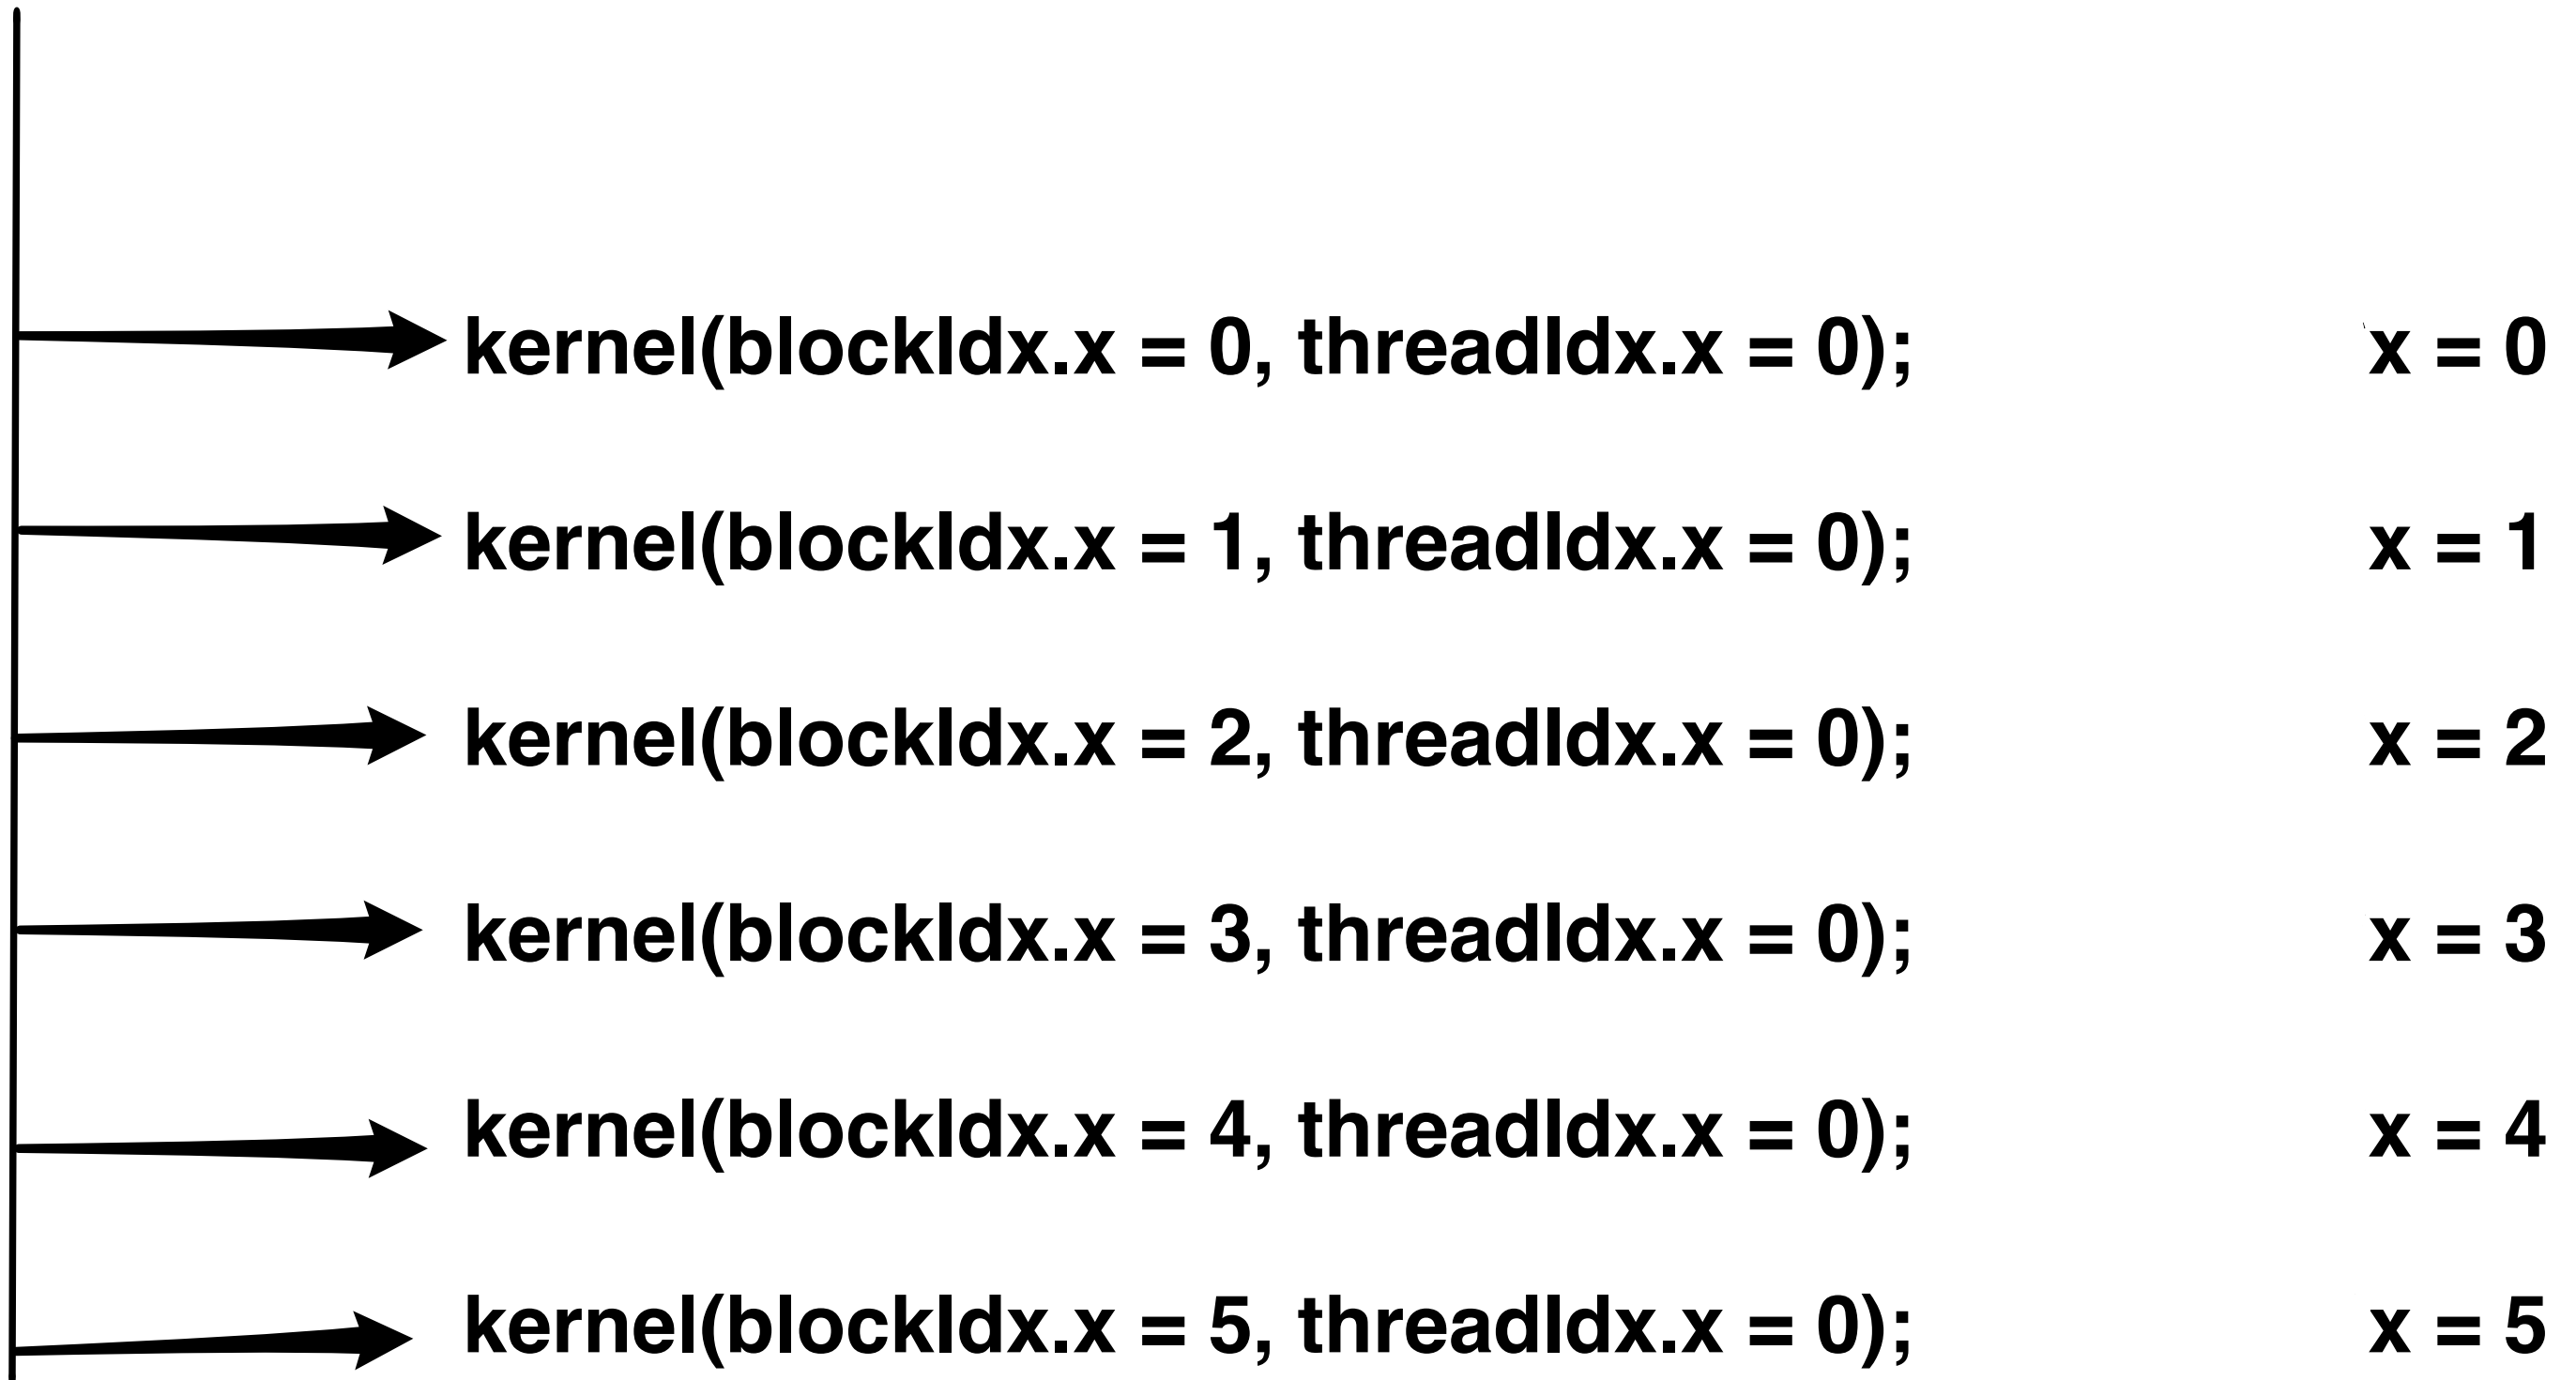 kernel(blockIdx.x = 0, threadIdx.x = 0); x = 0
kernel(blockIdx.x = 1, threadIdx.x = 0); x = 1
kernel(blockIdx.x = 2, threadIdx.x = 0); x = 2
kernel(blockIdx.x = 3, threadIdx.x = 0); x = 3
kernel(blockIdx.x = 4, threadIdx.x = 0); x = 4
kernel(blockIdx.x = 5, threadIdx.x = 0); x = 5